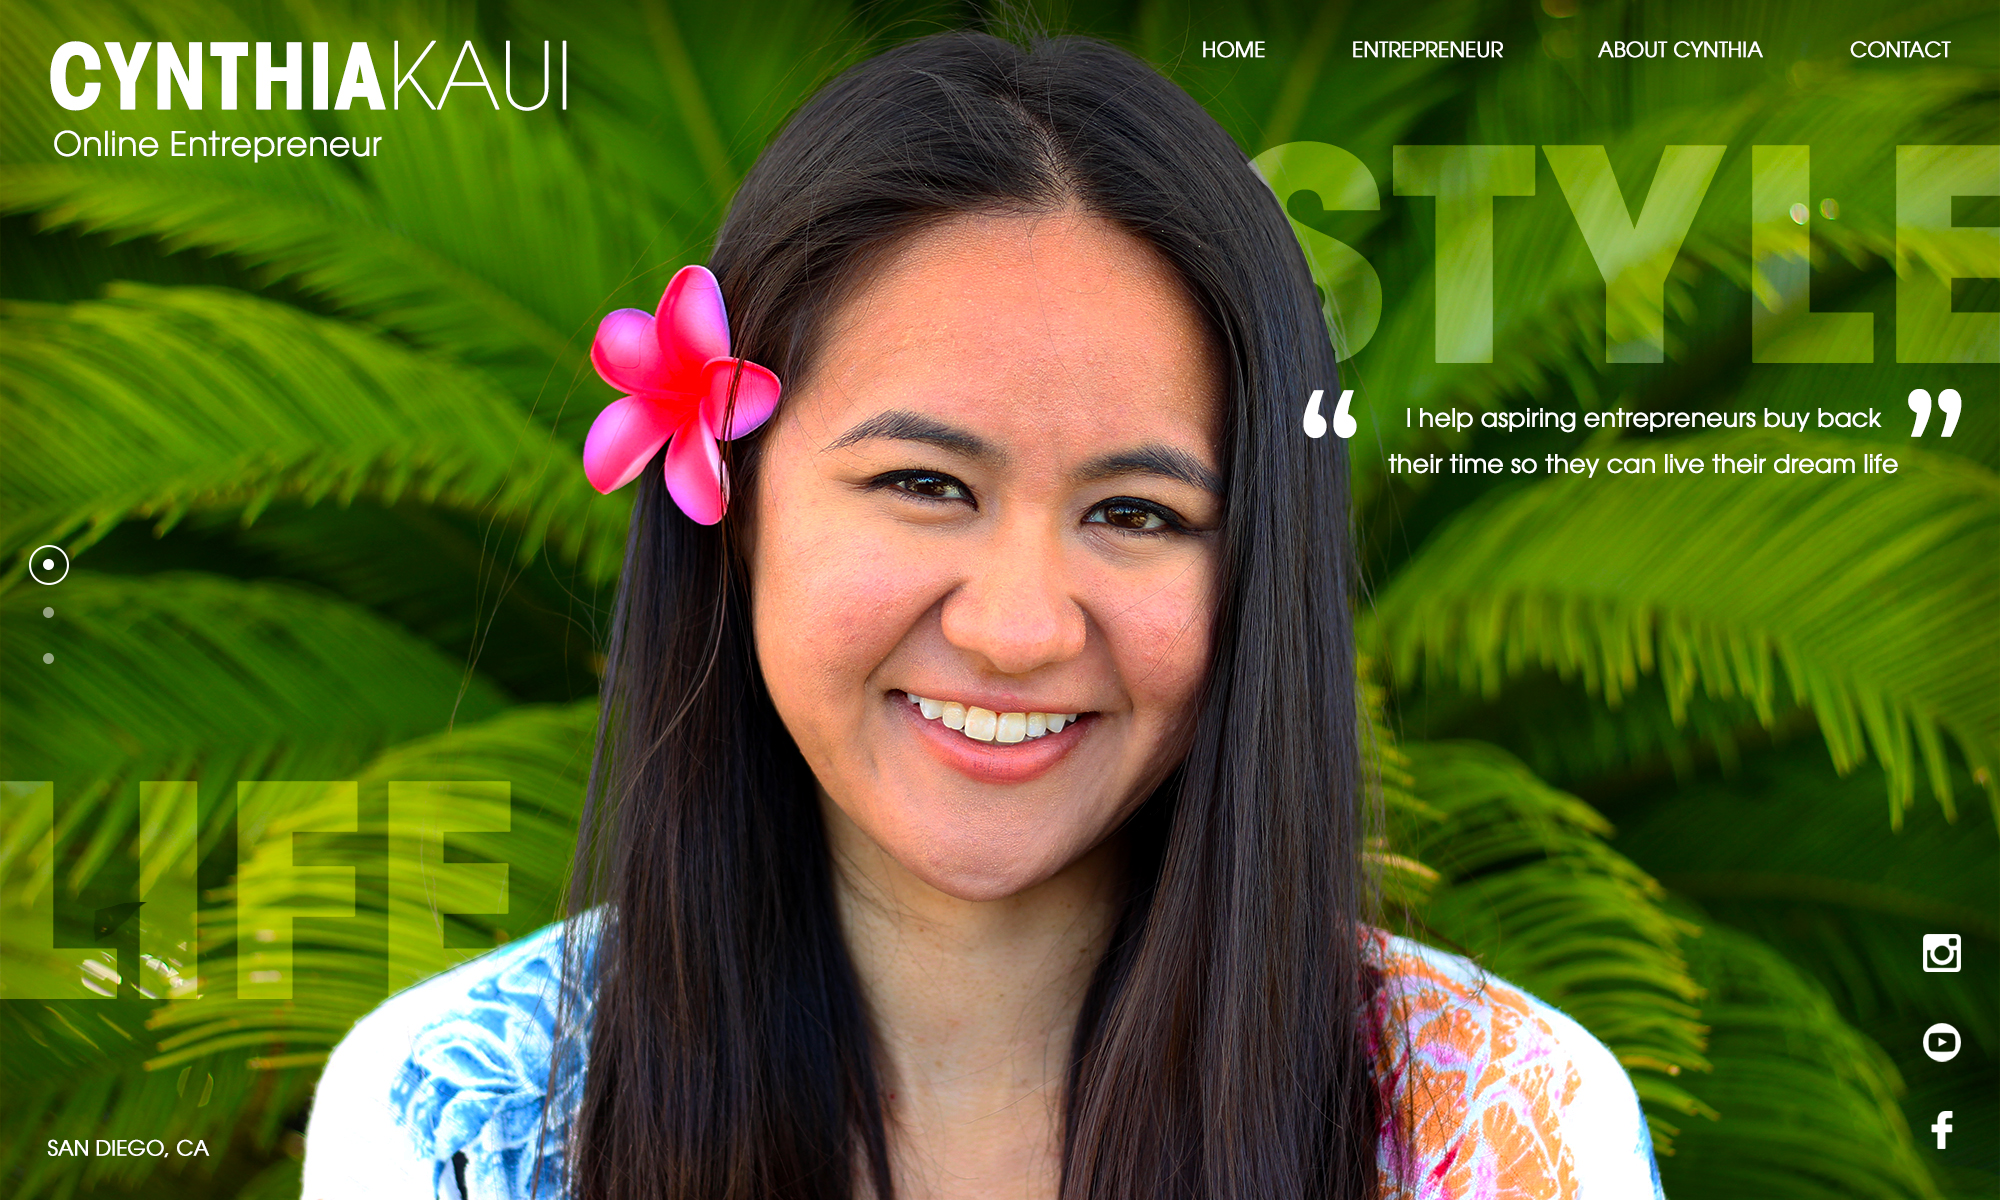 CYNTHIAKAUI
Online Entrepreneur
HOME ENTREPRENEUR ABOUT CYNTHIA CONTACT
STYLE
“ I help aspiring entrepreneurs buy back ”
their time so they can live their dream life
LIFE
SAN DIEGO, CA